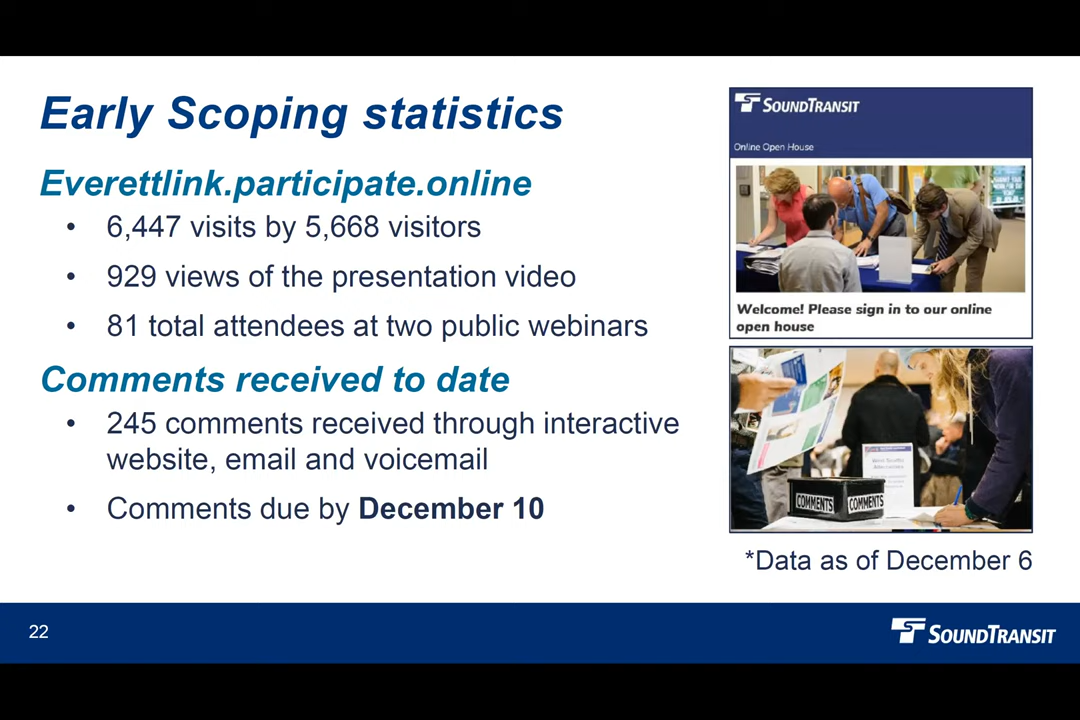 Early Scoping statistics
Everettlink.participate.online
• 6,447 visits by 5,668 visitors
• 929 views of the presentation video
• 81 total attendees at two public webinars
Comments received to date
• 245 comments received through interactive
website, email and voicemail
• Comments due by December 10
SOUNDTRANSIT
Online Open House
Welcome! Please sign in to our online
open house
COMMENTS
COMMENTS
*Data as of December 6
22
SOUNDTRANSIT